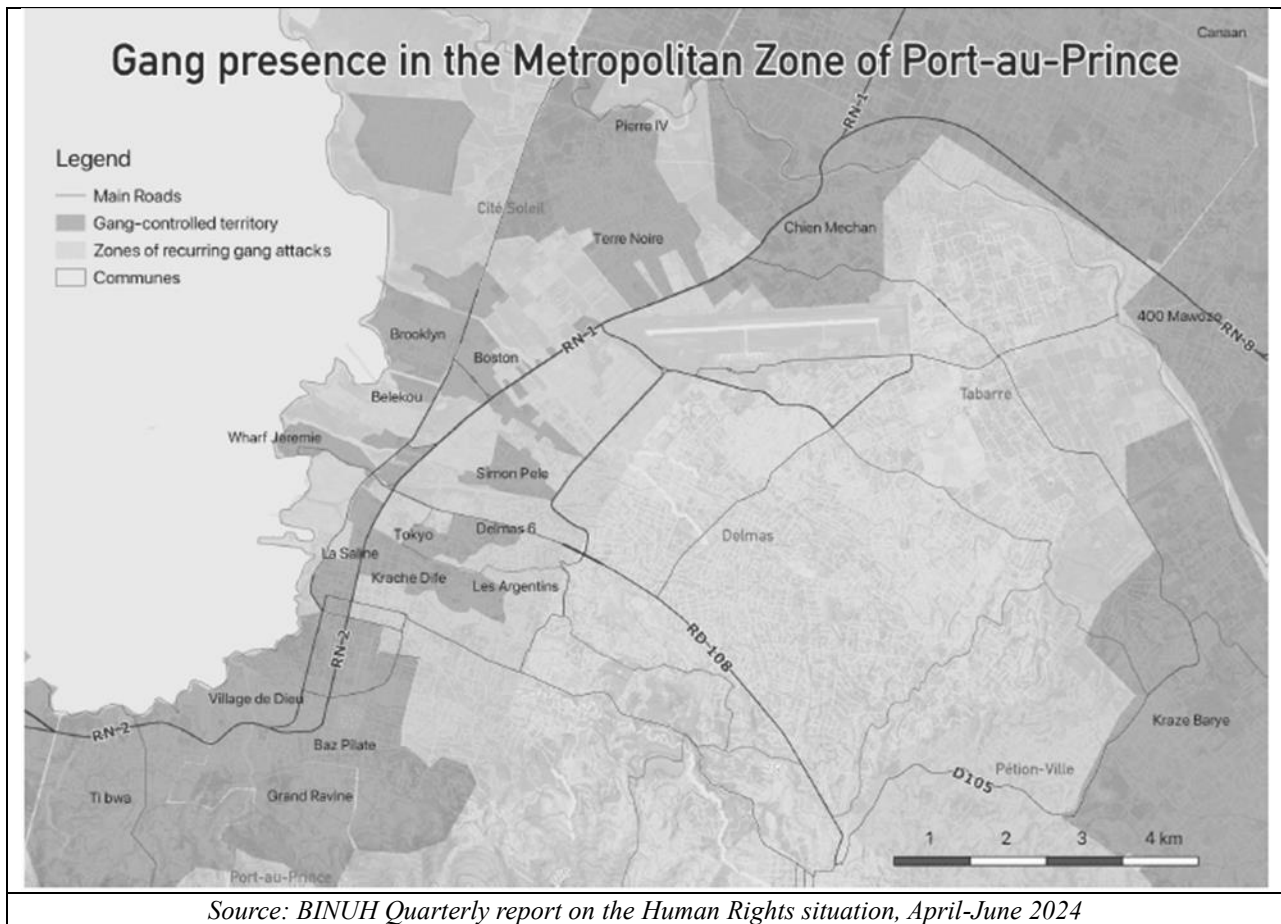 Canaan
Gang presence in the Metropolitan Zone of Port-au-Prince
RN-1
Pierre IV
Legend
Main Roads
Gang-controlled territory
Zones of recurring gang attacks
Communes
Cité Soleil
Terre Noire
Chien Mechan
Brooklyn
RN-1
400 Mawozo
RN-8
Boston
Belekou
Tabarre
Wharf Jeremie
Simon Pele
Tokyo
Delmas 6
Delmas
La Saline
Krache Dife
Les Argentins
RN-2
RD-108
Village de Dieu
RN-2
Baz Pilate
Kraze Barye
Pétion-Ville
D105
Ti bwa
Grand Ravine
1 2 3 4 km
Port-au-Prince
Source: BINUH Quarterly report on the Human Rights situation, April-June 2024